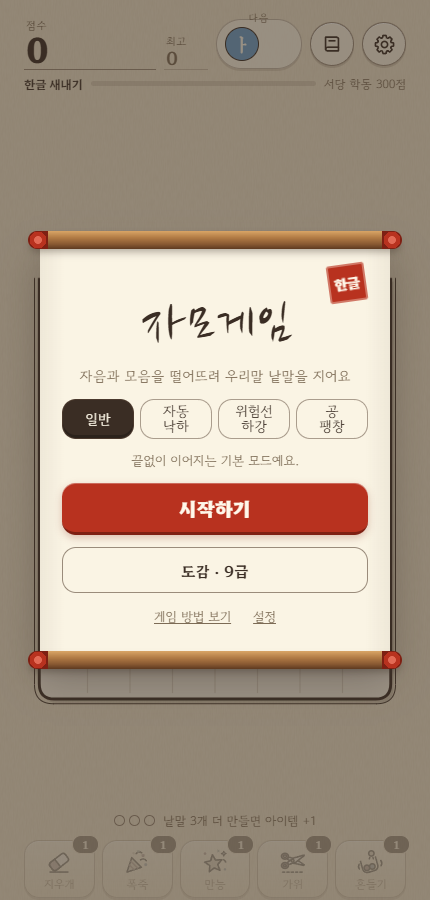 점수
0
최고
0
다음
ㅏ
한글 새내기
서당 학동 300점
한글
자모게임
자음과 모음을 떨어뜨려 우리말 낱말을 지어요
일반
자동
낙하
위험선
하강
공
팽창
끝없이 이어지는 기본 모드예요.
시작하기
도감 · 9급
게임 방법 보기
설정
낱말 3개 더 만들면 아이템 +1
1
1
1
1
1
지우개
폭죽
만능
가위
흔들기